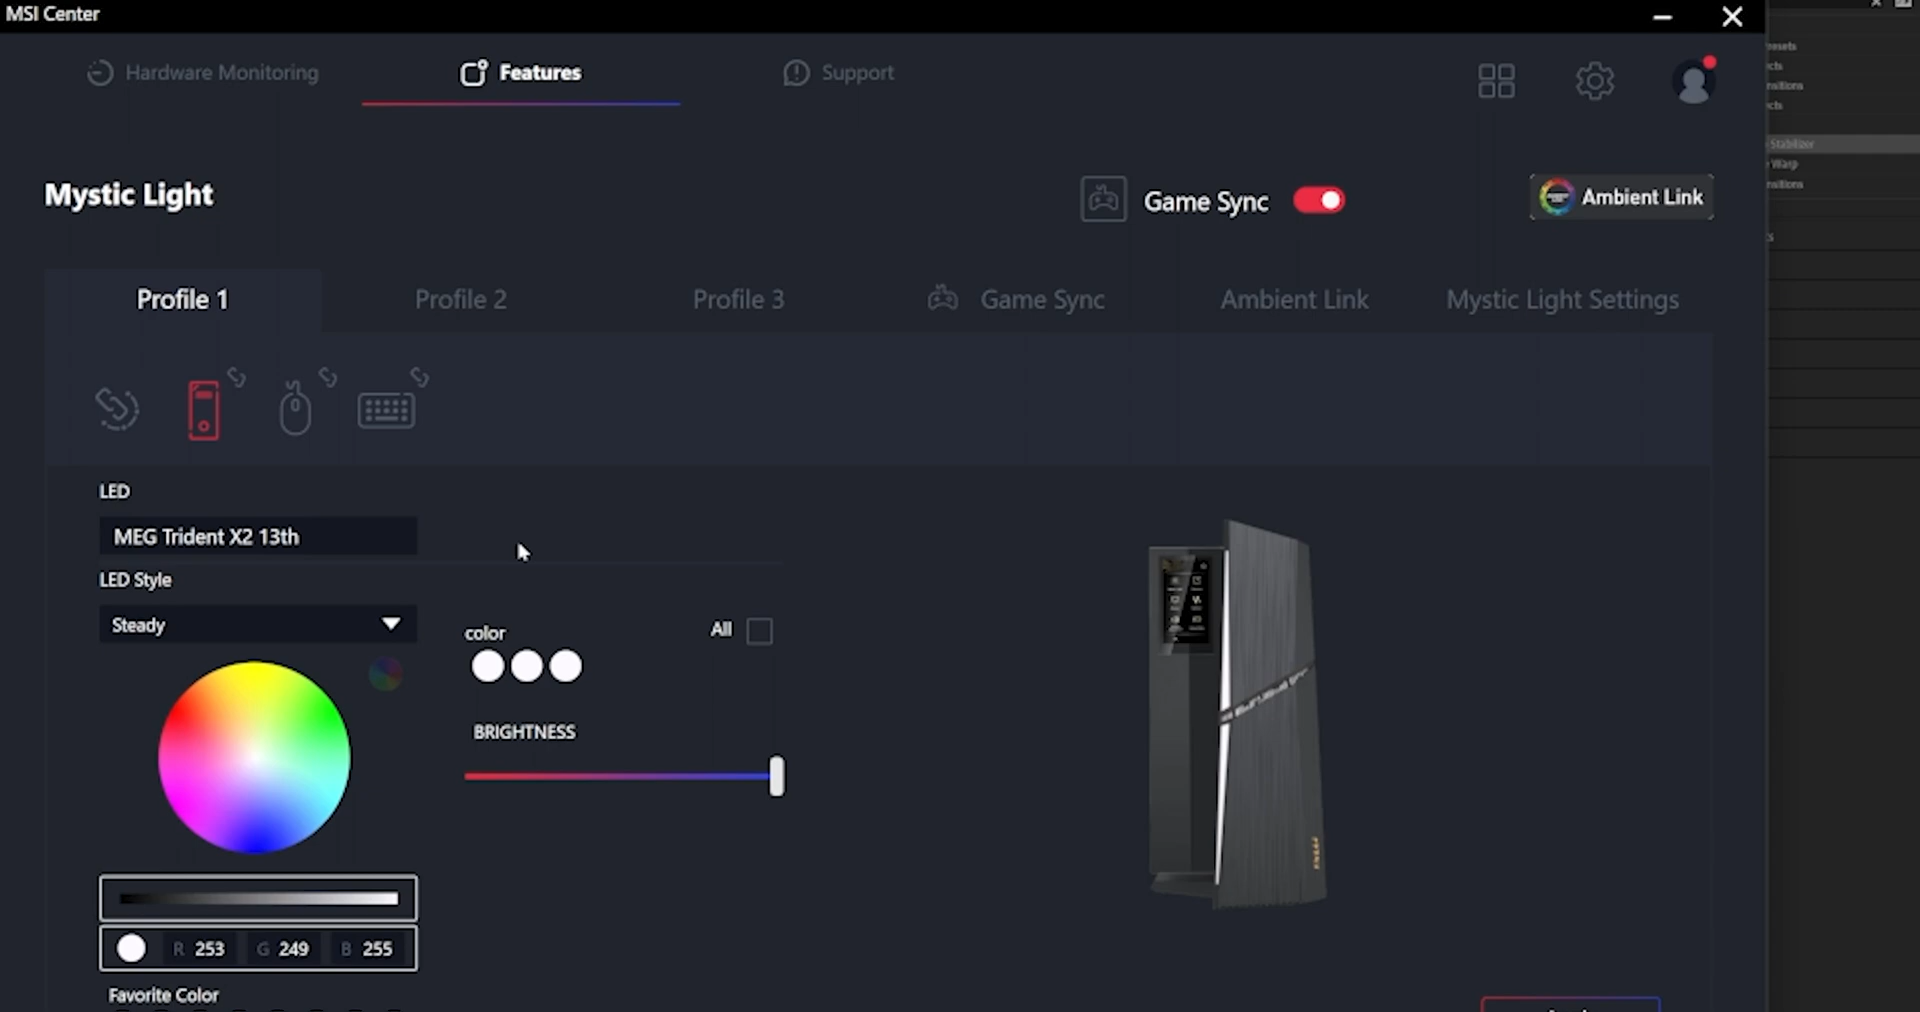 MSI Center
Hardware Monitoring
Features
Support
Mystic Light
Game Sync
Ambient Link
Profile 1
Profile 2
Profile 3
Game Sync
Ambient Link
Mystic Light Settings
LED
MEG Trident X2 13th
LED Style
Steady
color
All
BRIGHTNESS
R 253 G 249 B 255
Favorite Color
Stabilizer
Warp